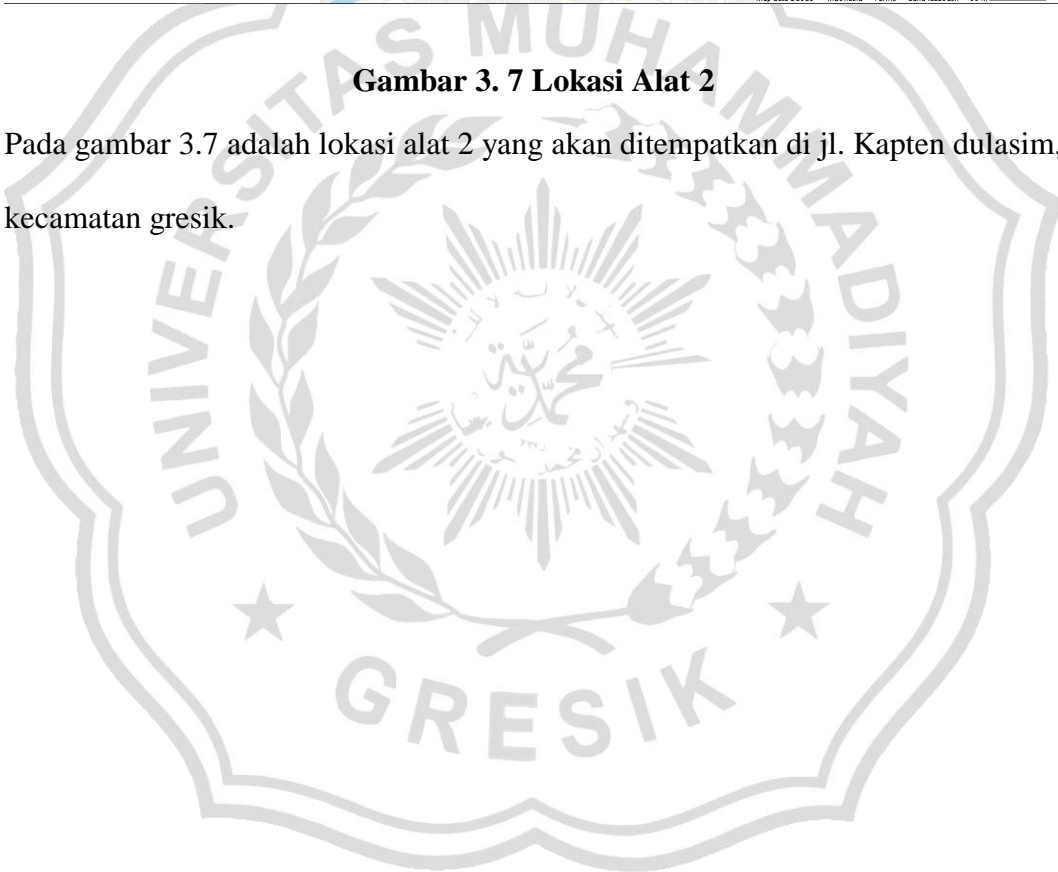 Gambar 3. 7 Lokasi Alat 2
Pada gambar 3.7 adalah lokasi alat 2 yang akan ditempatkan di jl. Kapten dulasim,
kecamatan gresik.
UNIVERSITAS MUHAMMADIYAH
GRESIK